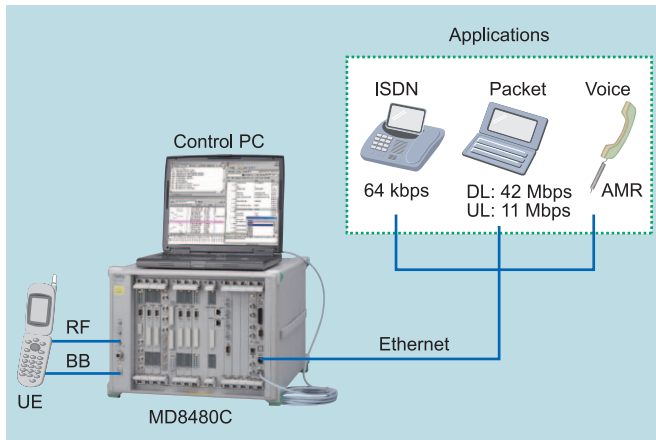 Applications
ISDN
Packet
Voice
Control PC
64 kbps
DL: 42 Mbps
UL: 11 Mbps
AMR
RF
BB
Ethernet
UE
MD8480C